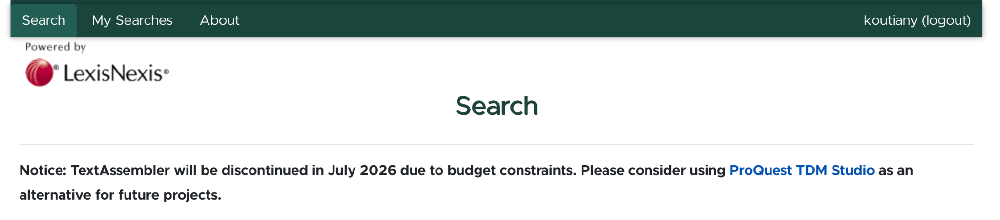 Search My Searches About koutiany (logout)
Powered by
LexisNexis®
Search
Notice: TextAssembler will be discontinued in July 2026 due to budget constraints. Please consider using ProQuest TDM Studio as an
alternative for future projects.